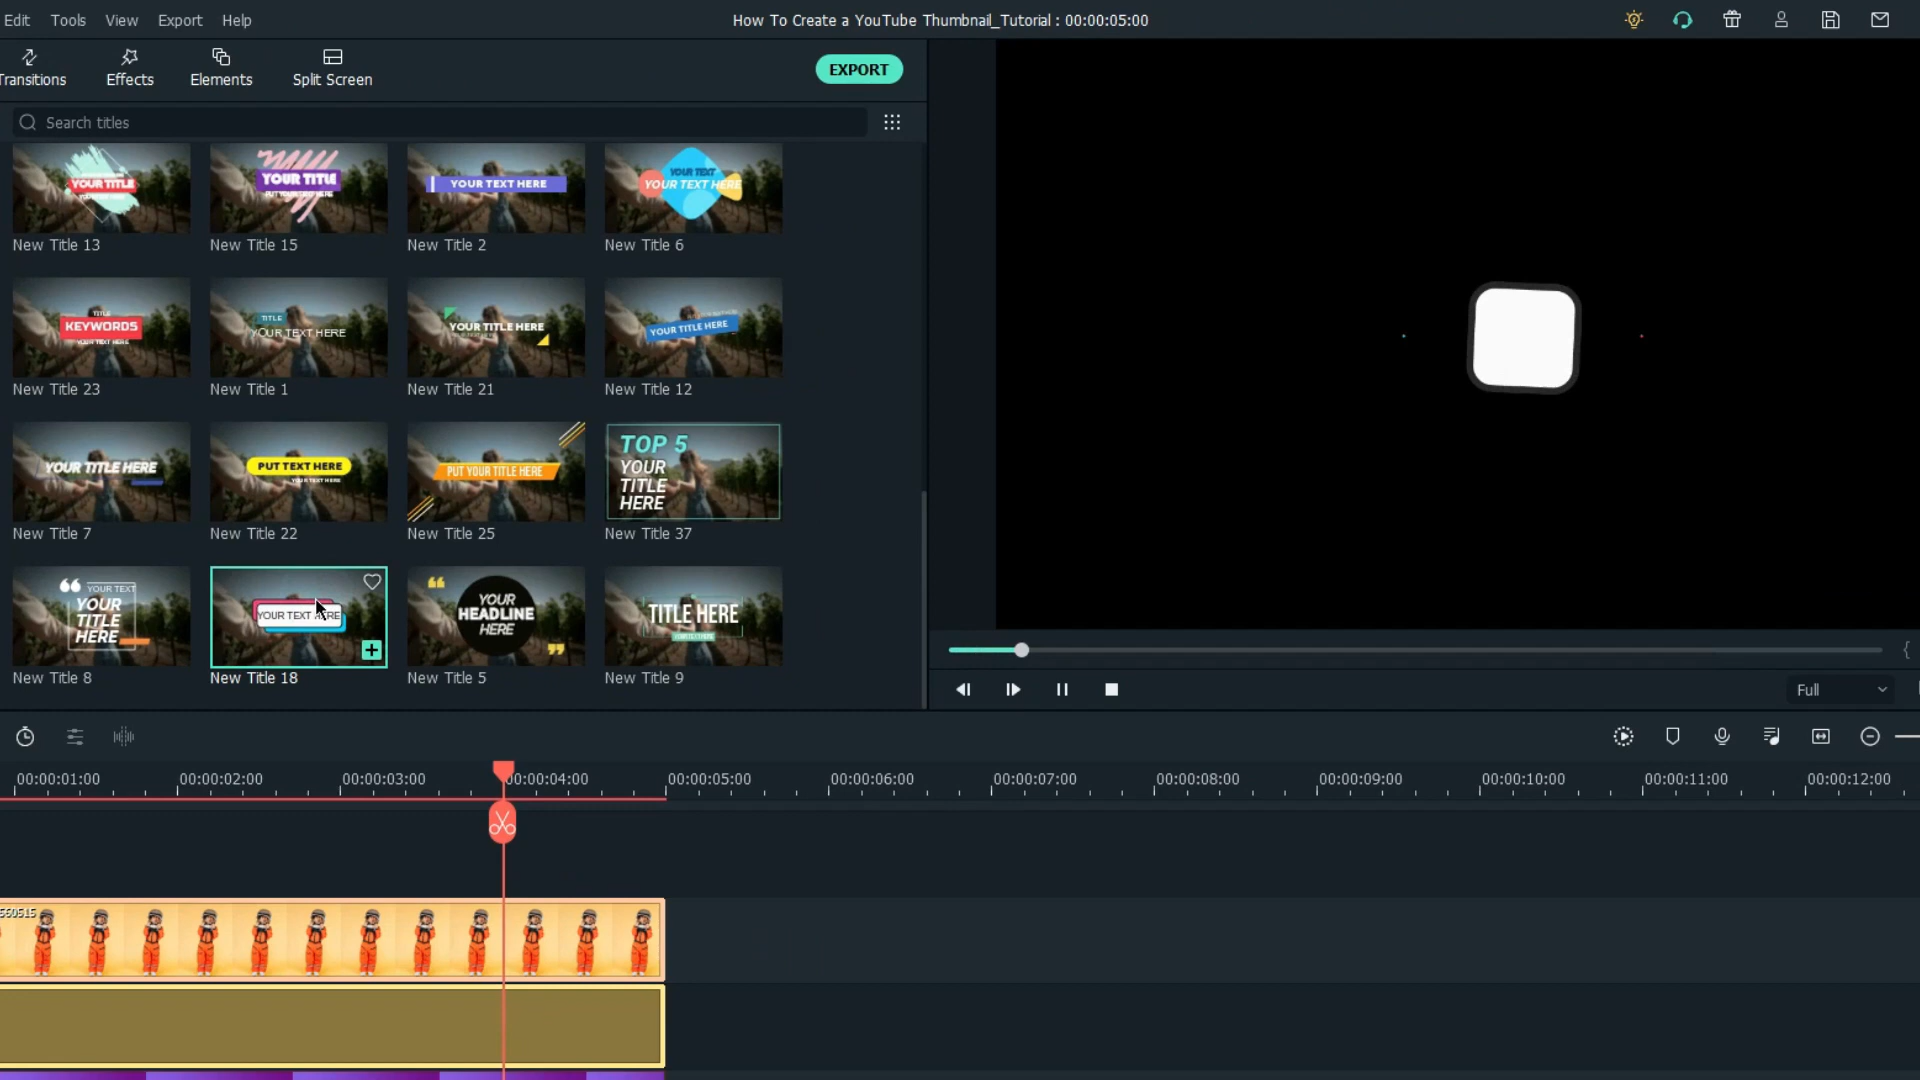 Edit Tools View Export Help
How To Create a YouTube Thumbnail_Tutorial : 00:00:05:00
Transitions Effects Elements Split Screen
EXPORT
Search titles
YOUR TITLE
YOUR TITLE
PUT YOUR TEXT HERE
YOUR TEXT HERE
YOUR TEXT
YOUR TEXT HERE
New Title 13 New Title 15 New Title 2 New Title 6
TITLE
KEYWORDS
YOUR TEXT HERE
TITLE
YOUR TEXT HERE
YOUR TITLE HERE
YOUR TITLE HERE
New Title 23 New Title 1 New Title 21 New Title 12
YOUR TITLE HERE
PUT TEXT HERE
YOUR TEXT HERE
PUT YOUR TITLE HERE
TOP 5
YOUR
TITLE
HERE
New Title 7 New Title 22 New Title 25 New Title 37
YOUR TEXT
YOUR
TITLE
HERE
YOUR TEXT HERE
YOUR
HEADLINE
HERE
TITLE HERE
New Title 8 New Title 18 New Title 5 New Title 9
Full
00:00:01:00 00:00:02:00 00:00:03:00 00:00:04:00 00:00:05:00 00:00:06:00 00:00:07:00 00:00:08:00 00:00:09:00 00:00:10:00 00:00:11:00 00:00:12:00